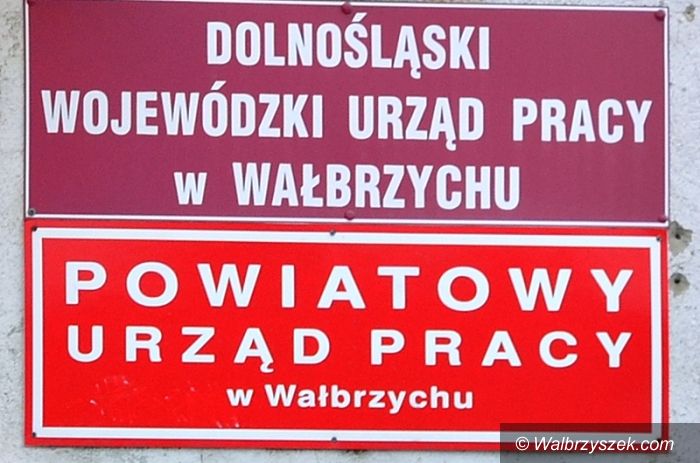 DOLNOŚLĄSKI
WOJEWÓDZKI URZĄD PRACY
w WAŁBRZYCHU
POWIATOWY
URZĄD PRACY
w Wałbrzychu
© Walbrzyszek.com